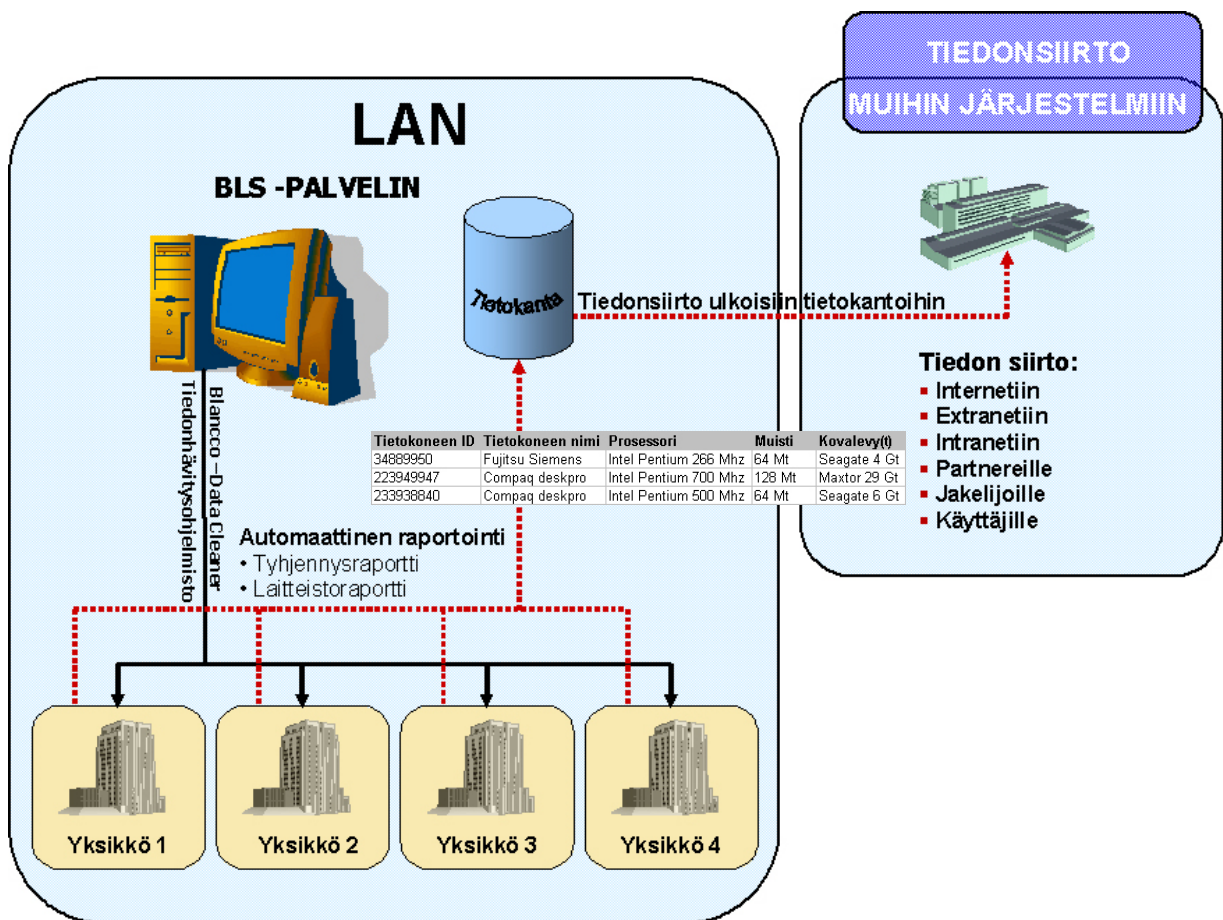 TIEDONSIIRTO
MUIHIN JÄRJESTELMIIN
LAN
BLS -PALVELIN
Tietokanta
Tiedonsiirto ulkoisiin tietokantoihin
Tiedon siirto:
▪ Internetiin
▪ Extranetiin
▪ Intranetiin
▪ Partnereille
▪ Jakelijoille
▪ Käyttäjille
Blancco –Data Cleaner
Tiedonhävitysohjelmisto
Tietokoneen ID Tietokoneen nimi Prosessori Muisti Kovalevy(t)
34889950 Fujitsu Siemens Intel Pentium 266 Mhz 64 Mt Seagate 4 Gt
223949947 Compaq deskpro Intel Pentium 700 Mhz 128 Mt Maxtor 29 Gt
233938840 Compaq deskpro Intel Pentium 500 Mhz 64 Mt Seagate 6 Gt
Automaattinen raportointi
• Tyhjennysraportti
• Laitteistoraportti
Yksikkö 1
Yksikkö 2
Yksikkö 3
Yksikkö 4